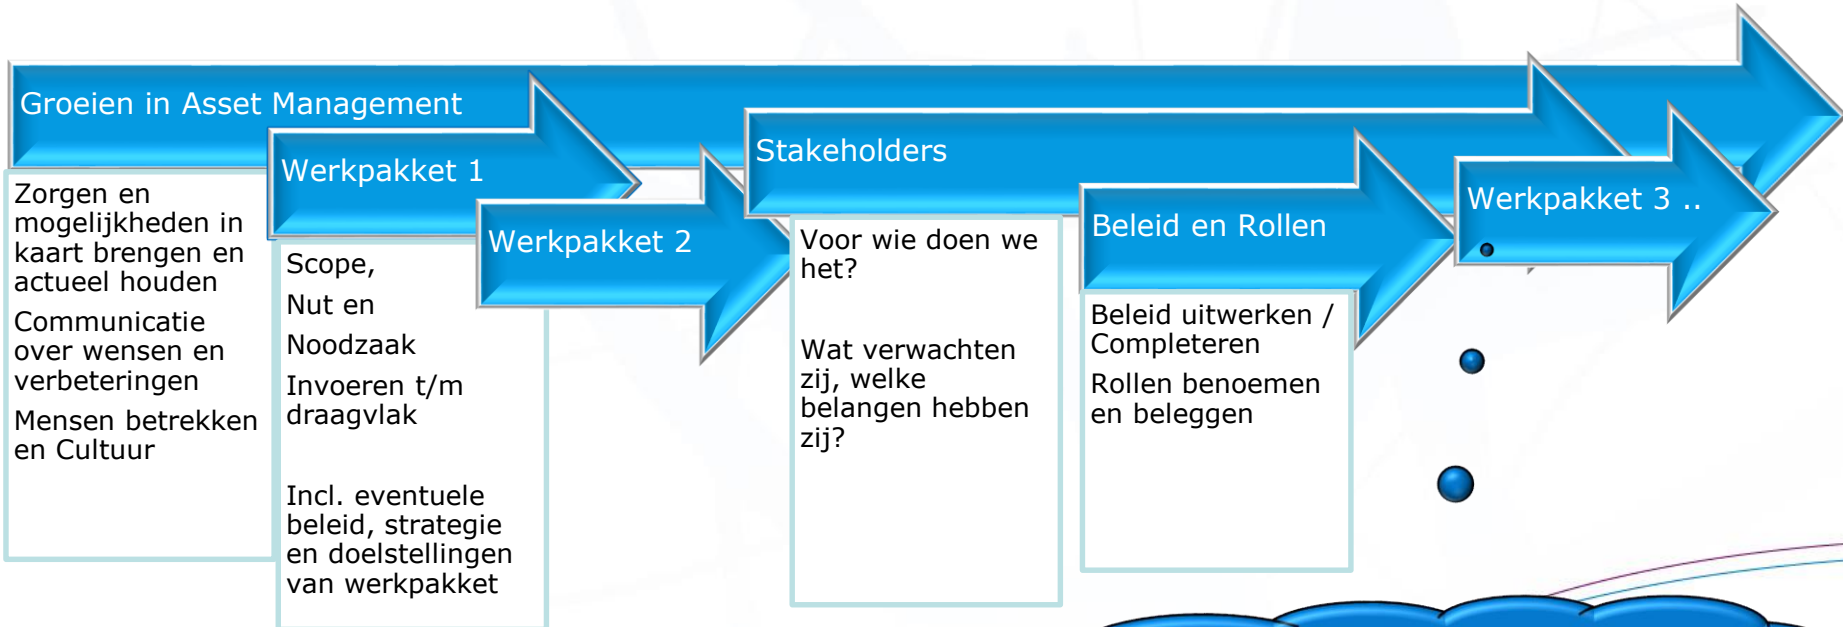 Groeien in Asset Management
Zorgen en
mogelijkheden in
kaart brengen en
actueel houden
Communicatie
over wensen en
verbeteringen
Mensen betrekken
en Cultuur
Werkpakket 1
Scope,
Nut en
Noodzaak
Invoeren t/m
draagvlak
Incl. eventuele
beleid, strategie
en doelstellingen
van werkpakket
Werkpakket 2
Stakeholders
Voor wie doen we
het?
Wat verwachten
zij, welke
belangen hebben
zij?
Beleid en Rollen
Beleid uitwerken /
Completeren
Rollen benoemen
en beleggen
Werkpakket 3 ..